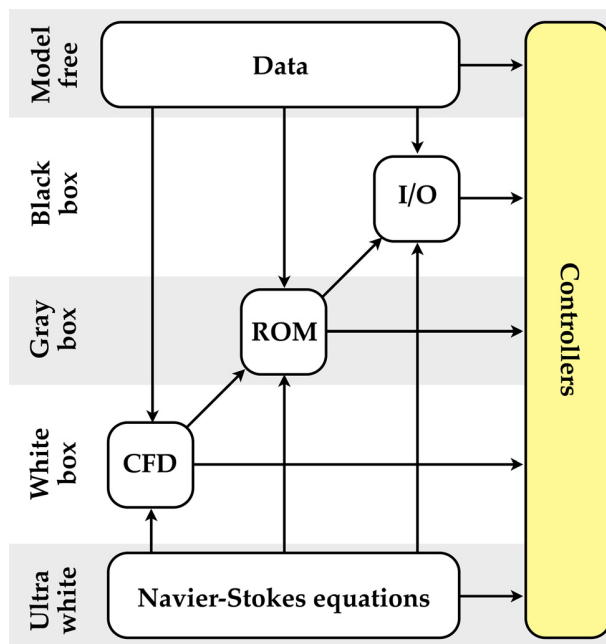 Model
free
Data
Black
box
I/O
Gray
box
ROM
Controllers
White
box
CFD
Ultra
white
Navier-Stokes equations